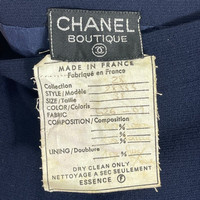 CHANEL
BOUTIQUE
MADE IN FRANCE
Fabriqué en France
Collection
STYLE/Modèle
SIZE/Taille
COLOR/Coloris
FABRIC
COMPOSITION/Composition
%
%
%
LINING/Doublure %
DRY CLEAN ONLY
NETTOYAGE A SEC SEULEMENT
ESSENCE F